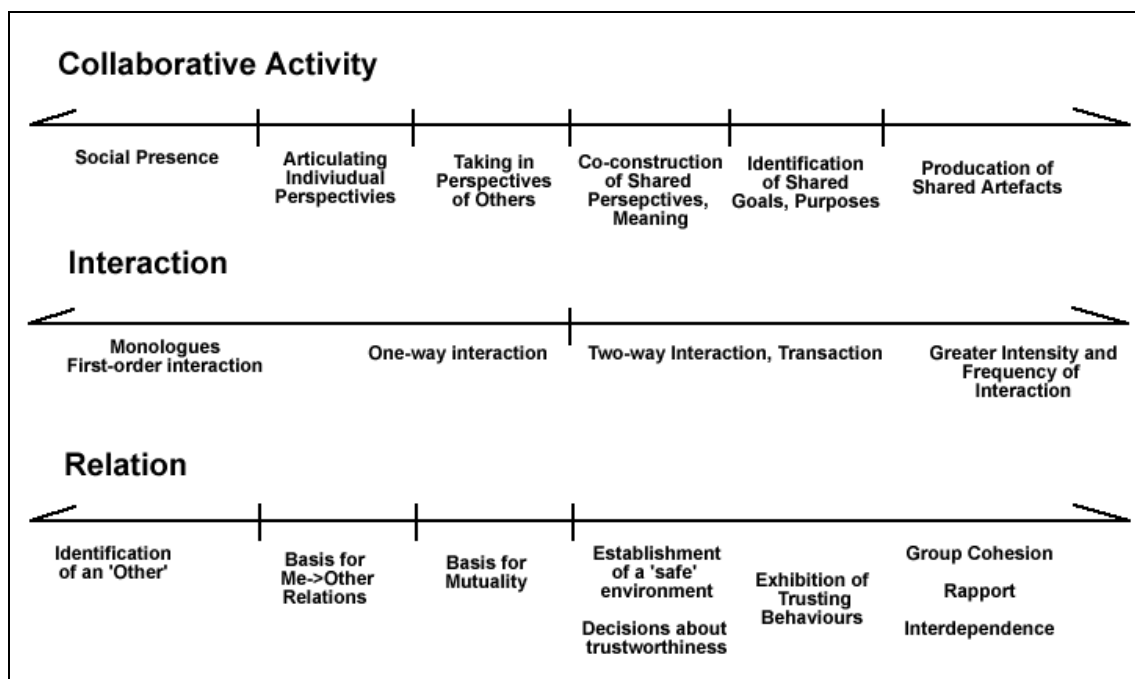 Collaborative Activity
Social Presence
Articulating
Indiviudual
Perspectivies
Taking in
Perspectives
of Others
Co-construction
of Shared
Persepctives,
Meaning
Identification
of Shared
Goals, Purposes
Producation of
Shared Artefacts
Interaction
Monologues
First-order interaction
One-way interaction
Two-way Interaction, Transaction
Greater Intensity and
Frequency of
Interaction
Relation
Identification
of an 'Other'
Basis for
Me->Other
Relations
Basis for
Mutuality
Establishment
of a 'safe'
environment
Decisions about
trustworthiness
Exhibition of
Trusting
Behaviours
Group Cohesion
Rapport
Interdependence